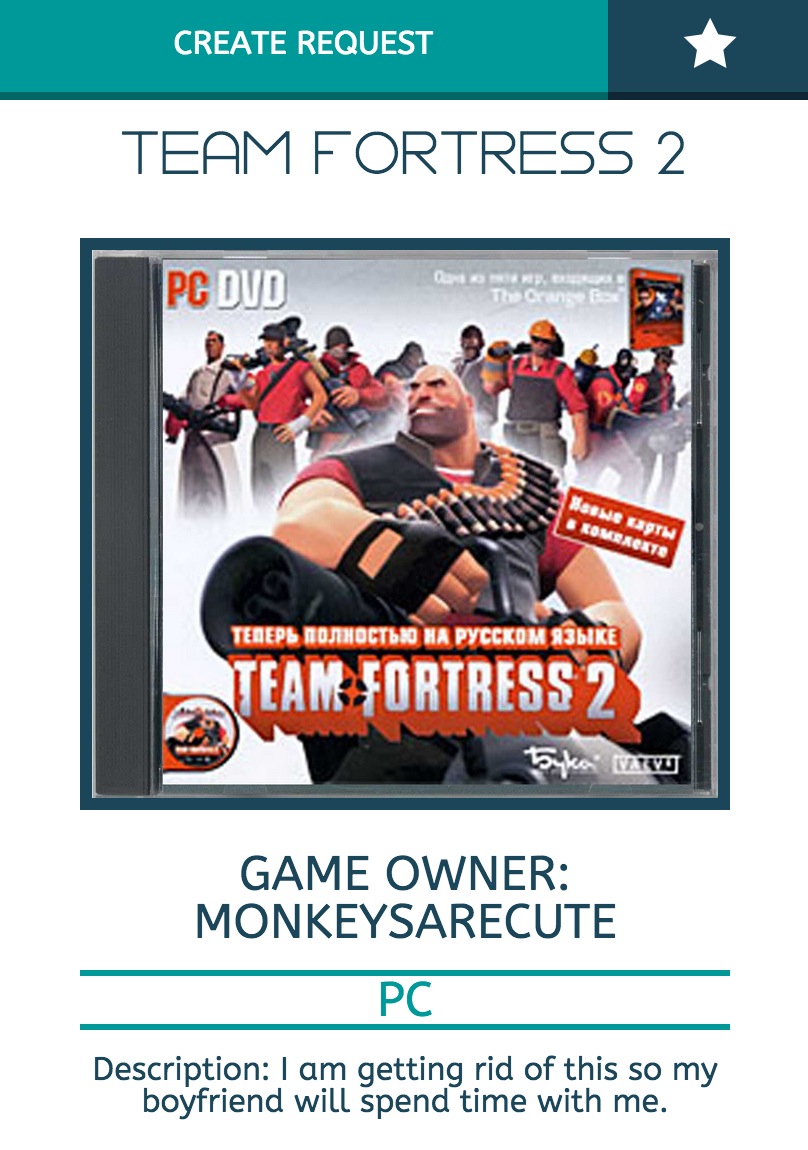 CREATE REQUEST
TEAM FORTRESS 2
PC DVD
Одна из пяти игр, входящих в
The Orange Box
Новые карты
в комплекте
ТЕПЕРЬ ПОЛНОСТЬЮ НА РУССКОМ ЯЗЫКЕ
TEAM FORTRESS 2
Бука
VALVE
GAME OWNER:
MONKEYSARECUTE
PC
Description: I am getting rid of this so my
boyfriend will spend time with me.